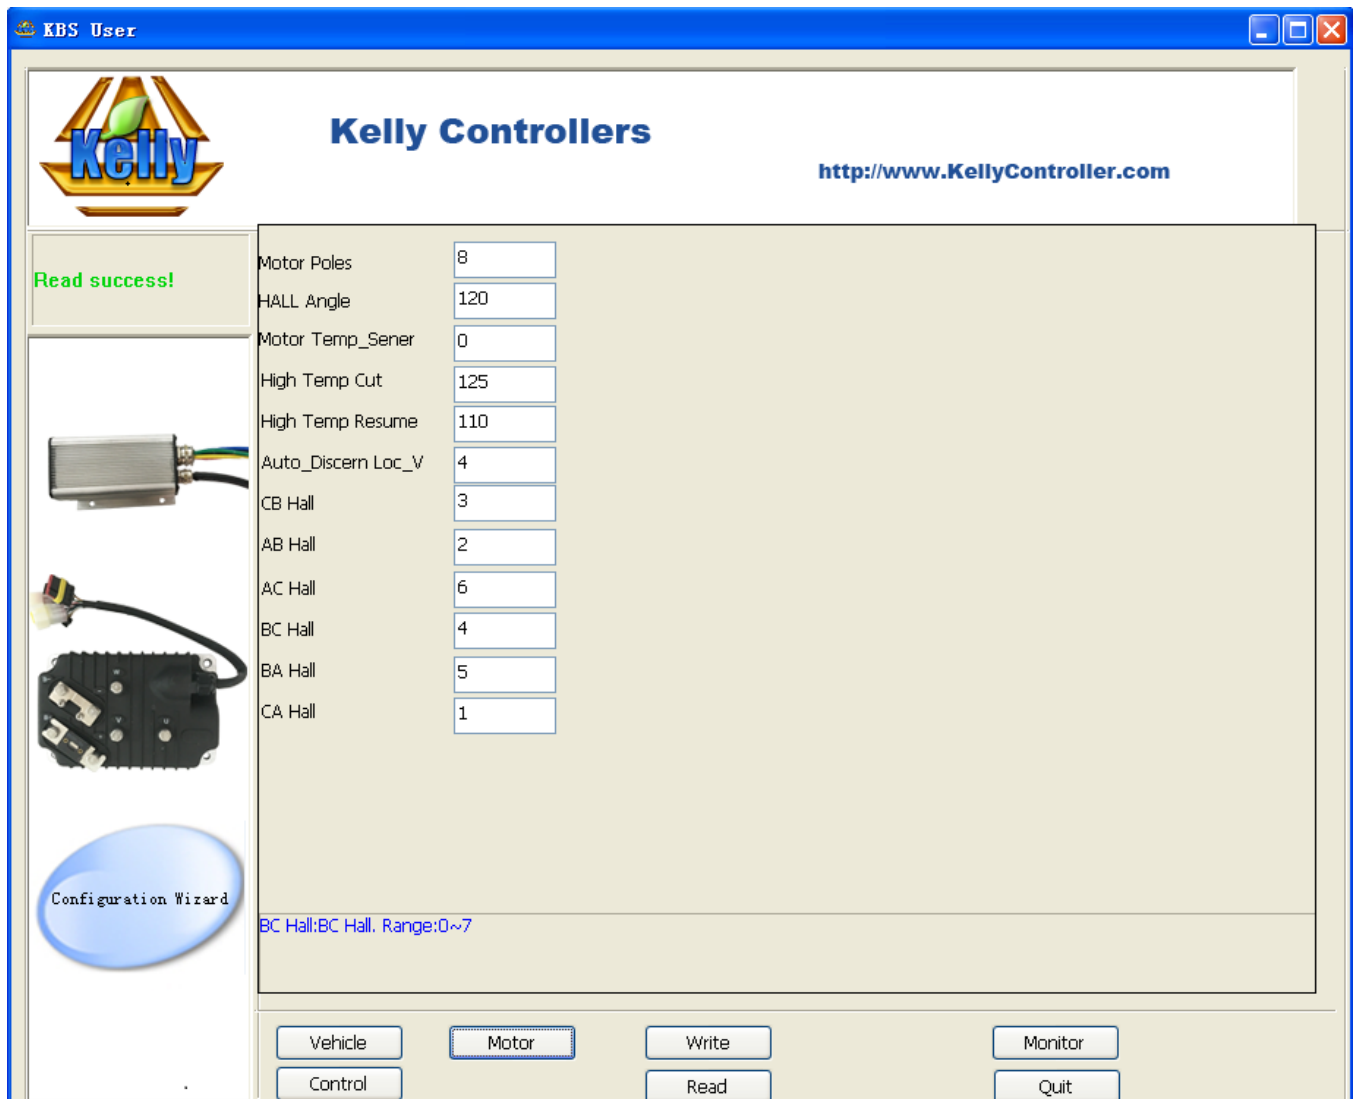 KBS User
Kelly
Kelly Controllers
http://www.KellyController.com
Read success!
Motor Poles 8
HALL Angle 120
Motor Temp_Sener 0
High Temp Cut 125
High Temp Resume 110
Auto_Discern Loc_V 4
CB Hall 3
AB Hall 2
AC Hall 6
BC Hall 4
BA Hall 5
CA Hall 1
Configuration Wizard
BC Hall:BC Hall. Range:0~7
Vehicle Motor Write Monitor
Control Read Quit